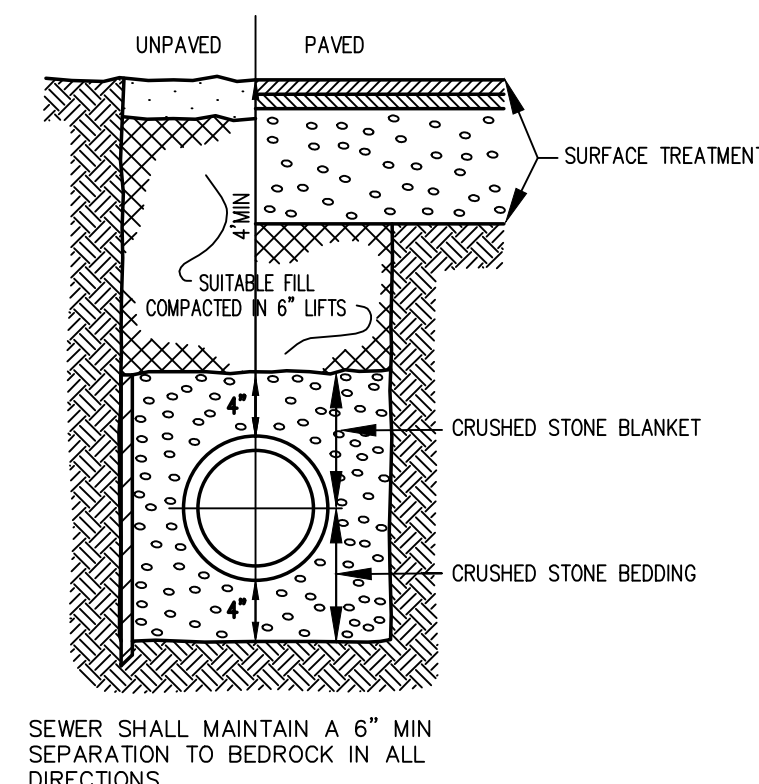 UNPAVED
PAVED
SURFACE TREATMENT
4'MIN
SUITABLE FILL
COMPACTED IN 6” LIFTS
4”
CRUSHED STONE BLANKET
CRUSHED STONE BEDDING
4”
SEWER SHALL MAINTAIN A 6” MIN
SEPARATION TO BEDROCK IN ALL
DIRECTIONS